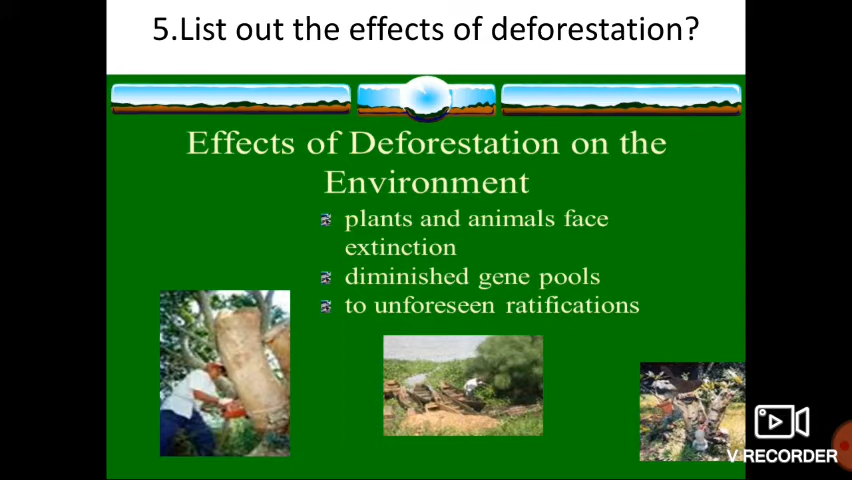 5.List out the effects of deforestation?
Effects of Deforestation on the
Environment
plants and animals face
extinction
diminished gene pools
to unforeseen ratifications
V RECORDER